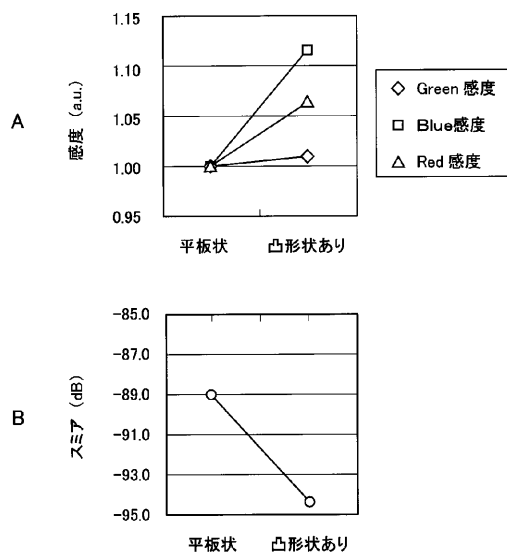 A
感度 (a.u.)
1.15
1.10
1.05
1.00
0.95
平板状 凸形状あり
Green 感度
Blue感度
Red 感度
B
スミア (dB)
-85.0
-87.0
-89.0
-91.0
-93.0
-95.0
平板状 凸形状あり